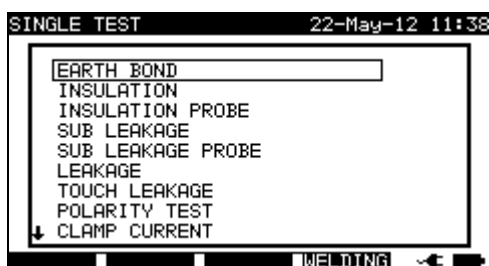 SINGLE TEST 22-May-12 11:38
EARTH BOND
INSULATION
INSULATION PROBE
SUB LEAKAGE
SUB LEAKAGE PROBE
LEAKAGE
TOUCH LEAKAGE
POLARITY TEST
CLAMP CURRENT
WELDING